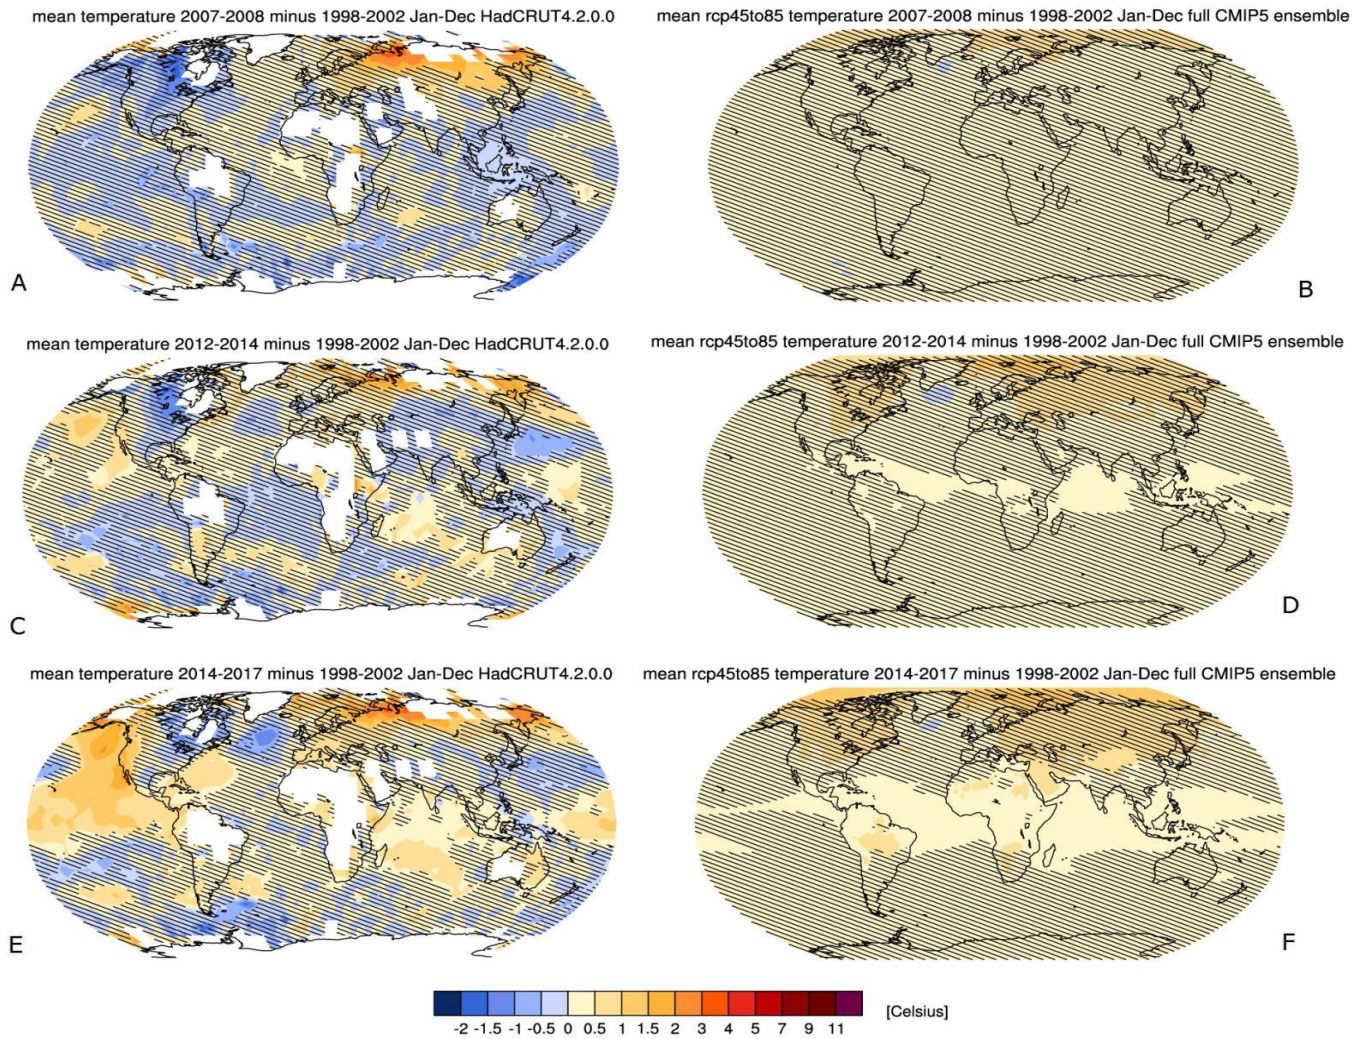 mean temperature 2007-2008 minus 1998-2002 Jan-Dec HadCRUT4.2.0.0
mean rcp45to85 temperature 2007-2008 minus 1998-2002 Jan-Dec full CMIP5 ensemble
A
B
mean temperature 2012-2014 minus 1998-2002 Jan-Dec HadCRUT4.2.0.0
mean rcp45to85 temperature 2012-2014 minus 1998-2002 Jan-Dec full CMIP5 ensemble
C
D
mean temperature 2014-2017 minus 1998-2002 Jan-Dec HadCRUT4.2.0.0
mean rcp45to85 temperature 2014-2017 minus 1998-2002 Jan-Dec full CMIP5 ensemble
E
F
[Celsius]
-2 -1.5 -1 -0.5 0 0.5 1 1.5 2 3 4 5 7 9 11